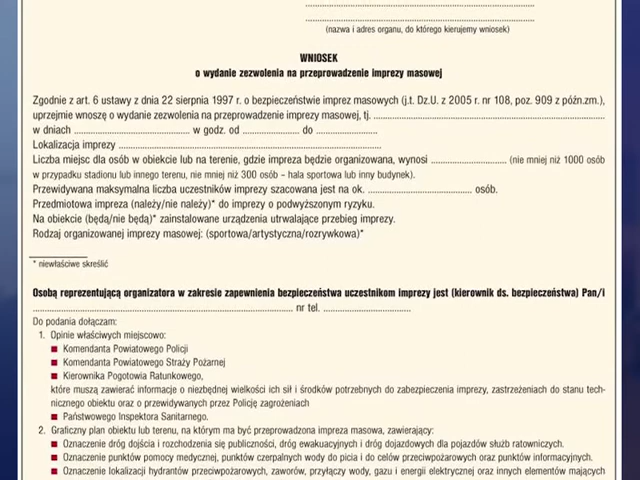 (nazwa i adres organu, do którego kierujemy wniosek)
WNIOSEK
o wydanie zezwolenia na przeprowadzenie imprezy masowej
Zgodnie z art. 6 ustawy z dnia 22 sierpnia 1997 r. o bezpieczeństwie imprez masowych (j.t. Dz.U. z 2005 r. nr 108, poz. 909 z późn.zm.),
uprzejmie wnoszę o wydanie zezwolenia na przeprowadzenie imprezy masowej, tj. ........................................
w dniach ........................................ w godz. od .................... do ....................
Lokalizacja imprezy ............................................................
Liczba miejsc dla osób w obiekcie lub na terenie, gdzie impreza będzie organizowana, wynosi .................... (nie mniej niż 1000 osób
w przypadku stadionu lub innego terenu, nie mniej niż 300 osób – hala sportowa lub inny budynek).
Przewidywana maksymalna liczba uczestników imprezy szacowana jest na ok. .................... osób.
Przedmiotowa impreza (należy/nie należy)* do imprezy o podwyższonym ryzyku.
Na obiekcie (będą/nie będą)* zainstalowane urządzenia utrwalające przebieg imprezy.
Rodzaj organizowanej imprezy masowej: (sportowa/artystyczna/rozrywkowa)*
* niewłaściwe skreślić
Osobą reprezentującą organizatora w zakresie zapewnienia bezpieczeństwa uczestnikom imprezy jest (kierownik ds. bezpieczeństwa) Pan/i
............................................................ nr tel. ..............................
Do podania dołączam:
1. Opinie właściwych miejscowo:
■ Komendanta Powiatowego Policji
■ Komendanta Powiatowego Straży Pożarnej
■ Kierownika Pogotowia Ratunkowego,
które muszą zawierać informacje o niezbędnej wielkości ich sił i środków potrzebnych do zabezpieczenia imprezy, zastrzeżeniach do stanu tech-
nicznego obiektu oraz o przewidywanych przez Policję zagrożeniach
■ Państwowego Inspektora Sanitarnego.
2. Graficzny plan obiektu lub terenu, na którym ma być przeprowadzona impreza masowa, zawierający:
■ Oznaczenie dróg dojścia i rozchodzenia się publiczności, dróg ewakuacyjnych i dróg dojazdowych dla pojazdów służb ratowniczych.
■ Oznaczenie punktów pomocy medycznej, punktów czerpalnych wody do picia i do celów przeciwpożarowych oraz punktów informacyjnych.
■ Oznaczenie lokalizacji hydrantów przeciwpożarowych, zaworów, przyłączy wody, gazu i energii elektrycznej oraz innych elementów mających